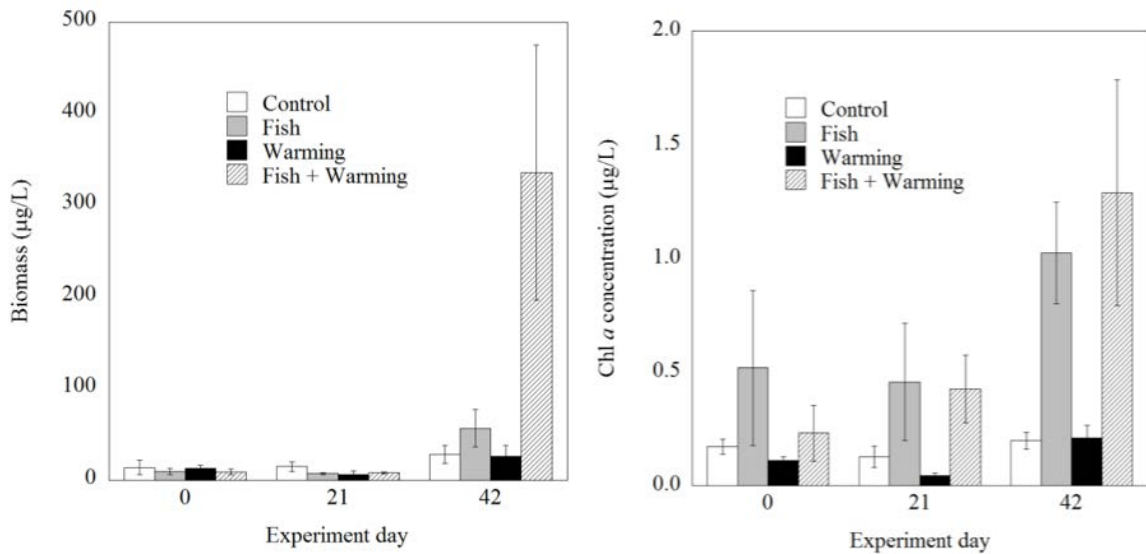 500
400
300
200
100
0
Biomass (µg/L)
Control
Fish
Warming
Fish + Warming
0 21 42
Experiment day
2.0
1.5
1.0
0.5
0.0
Chl a concentration (µg/L)
Control
Fish
Warming
Fish + Warming
0 21 42
Experiment day